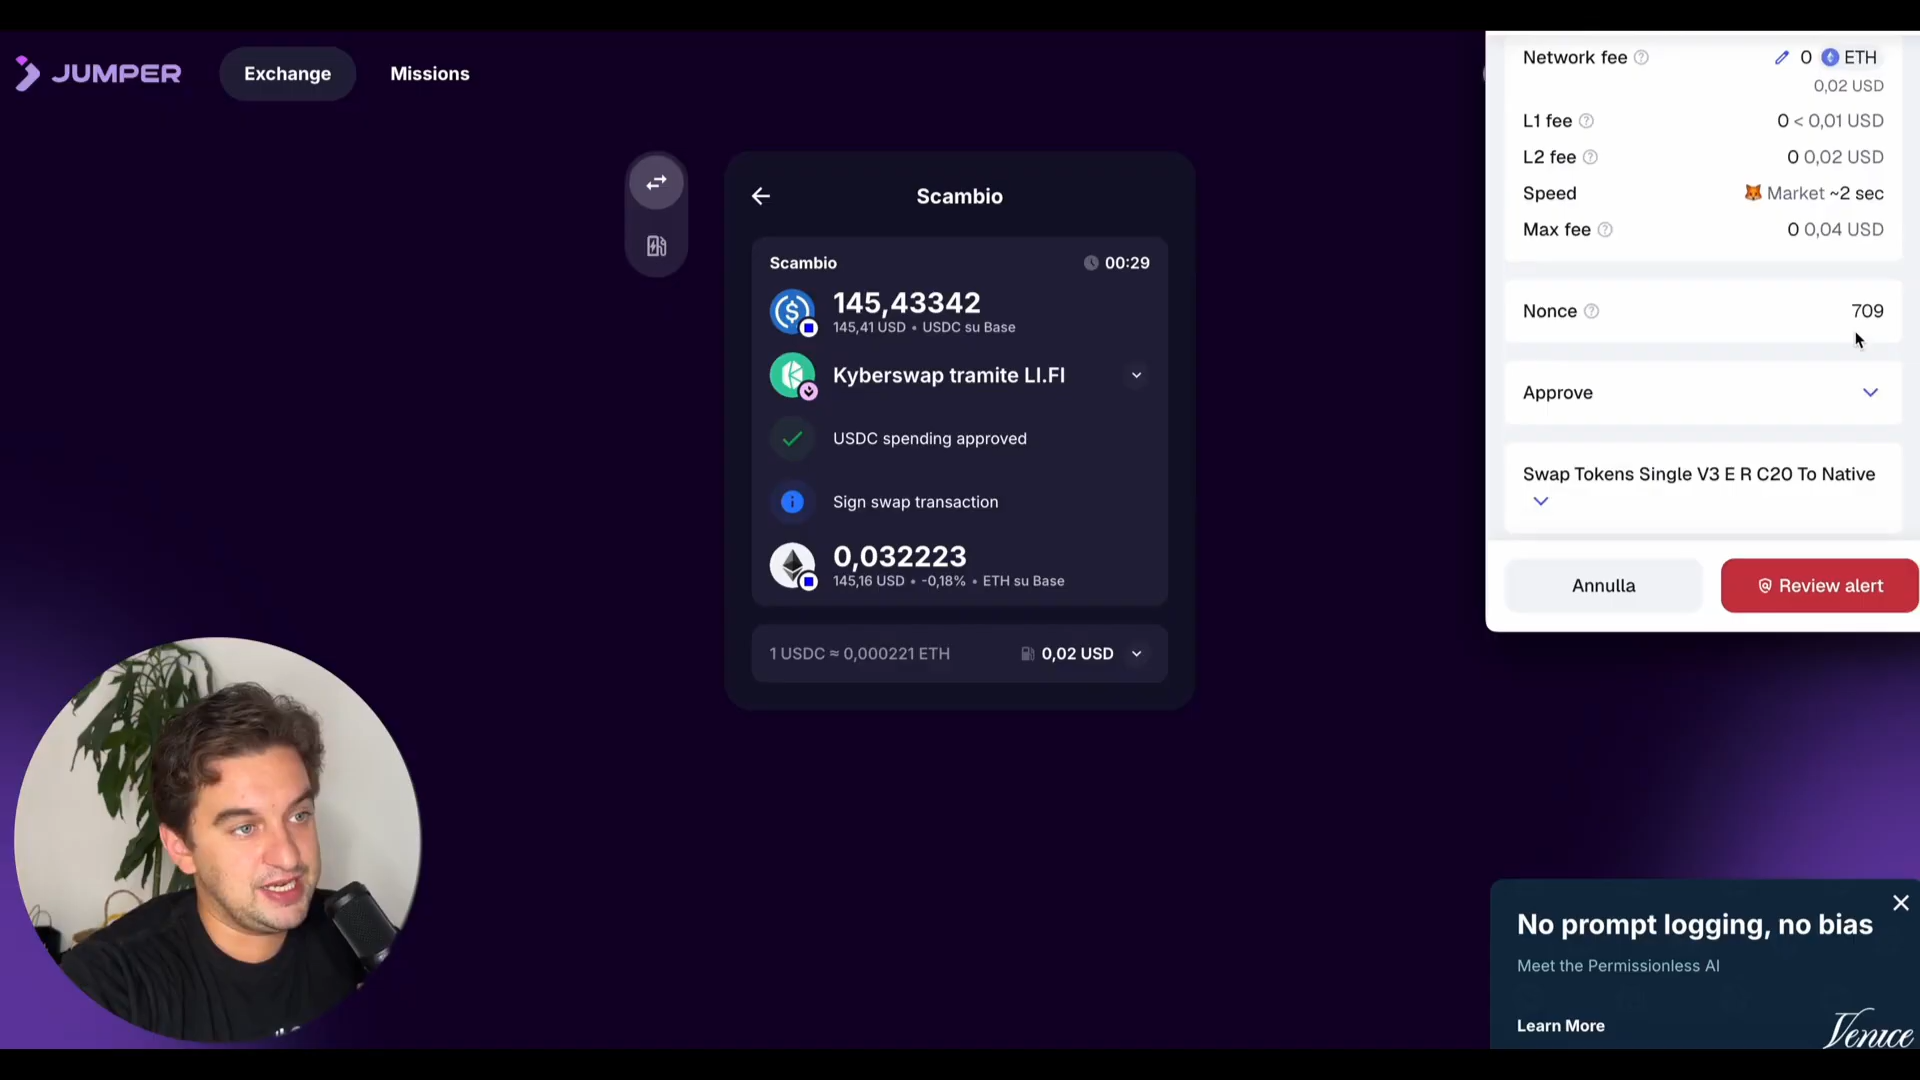 JUMPER
Exchange
Missions
Scambio
Scambio
00:29
145,43342
145,41 USD • USDC su Base
Kyberswap tramite LI.FI
USDC spending approved
Sign swap transaction
0,032223
145,16 USD • -0,18% • ETH su Base
1 USDC ≈ 0,000221 ETH
0,02 USD
Network fee
0 ETH
0,02 USD
L1 fee
0 < 0,01 USD
L2 fee
0 0,02 USD
Speed
Market ~2 sec
Max fee
0 0,04 USD
Nonce
709
Approve
Swap Tokens Single V3 E R C20 To Native
Annulla
Review alert
No prompt logging, no bias
Meet the Permissionless AI
Learn More
Venice